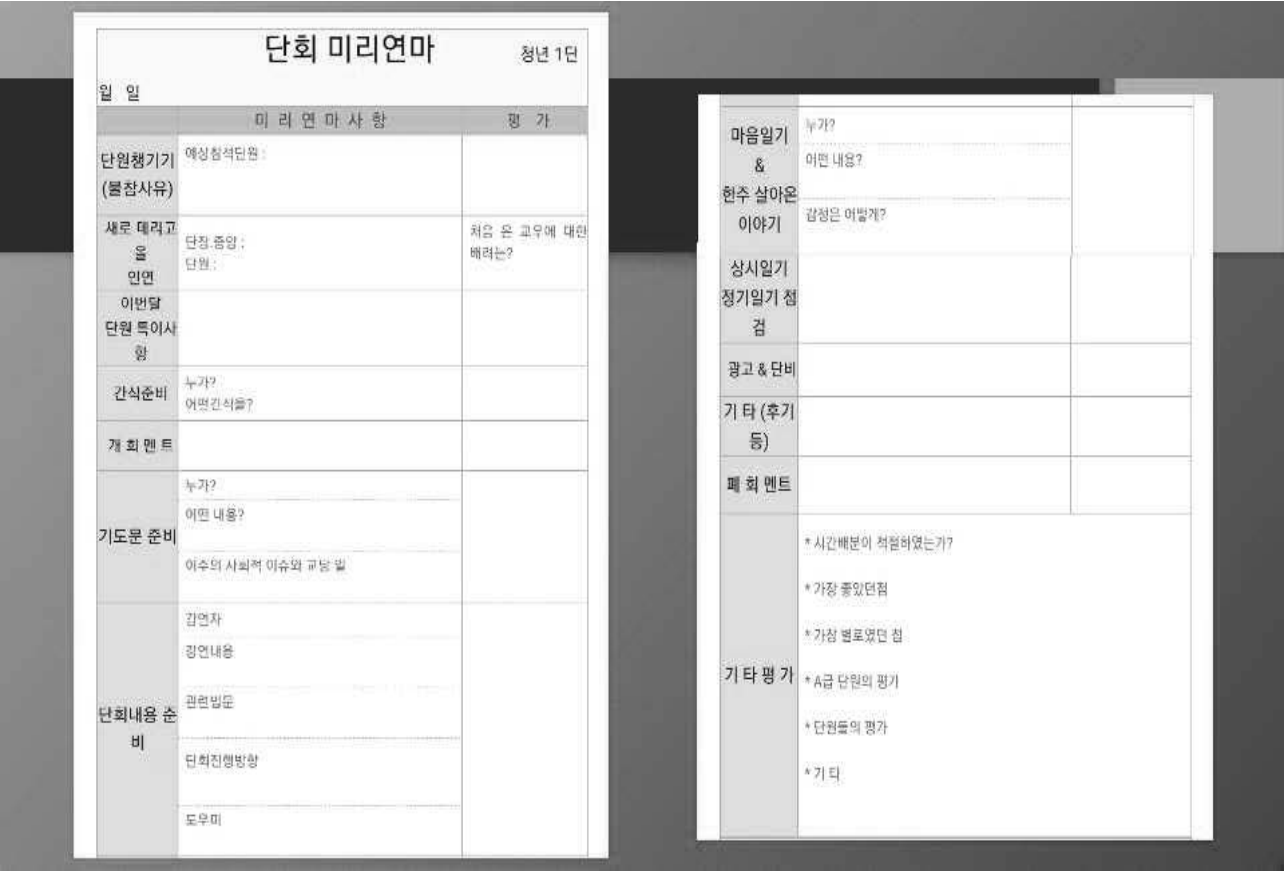 단회 미리연마
청년 1단
월 일
미 리 연 마 사 항
평 가
단원챙기기
(불참사유)
예상참석단원 :
새로 데리고
올
인연
단장.중앙 :
단원 :
처음 온 교우에 대한
배려는?
이번달
단원 특이사
항
간식준비
누가?
어떤간식을?
개 회 멘 트
기도문 준비
누가?
어떤 내용?
이주의 사회적 이슈와 교당 일
단회내용 준
비
강연자
강연내용
관련법문
단회진행방향
도우미
마음일기
&
한주 살아온
이야기
누가?
어떤 내용?
감정은 어떻게?
상시일기
정기일기 점
검
광고 & 단비
기 타 (후기
등)
폐 회 멘트
기 타 평 가
* 시간배분이 적절하였는가?
* 가장 좋았던점
* 가장 별로였던 점
* A급 단원의 평가
* 단원들의 평가
* 기 타